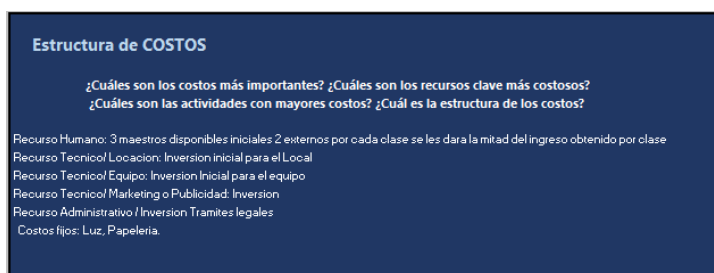 Estructura de COSTOS
¿Cuáles son los costos más importantes? ¿Cuáles son los recursos clave más costosos?
¿Cuáles son las actividades con mayores costos? ¿Cuál es la estructura de los costos?
Recurso Humano: 3 maestros disponibles iniciales 2 externos por cada clase se les dara la mitad del ingreso obtenido por clase
Recurso Tecnico/ Locacion: Inversion inicial para el Local
Recurso Tecnico/ Equipo: Inversion Inicial para el equipo
Recurso Tecnico/ Marketing o Publicidad: Inversion
Recurso Administrativo / Inversion Tramites legales
Costos fijos: Luz, Papeleria.